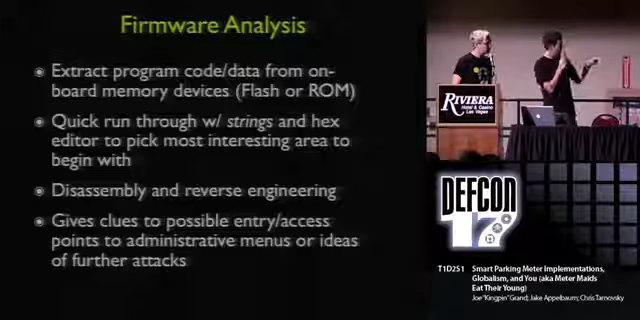 Firmware Analysis
Extract program code/data from on-
board memory devices (Flash or ROM)
Quick run through w/ strings and hex
editor to pick most interesting area to
begin with
Disassembly and reverse engineering
Gives clues to possible entry/access
points to administrative menus or ideas
of further attacks
RIVIERA
Hotel & Casino
Las Vegas
DEFCON
17
T1D2S1 Smart Parking Meter Implementations,
Globalism, and You (aka Meter Maids
Eat Their Young)
Joe "Kingpin" Grand; Jake Appelbaum; Chris Tarnovsky